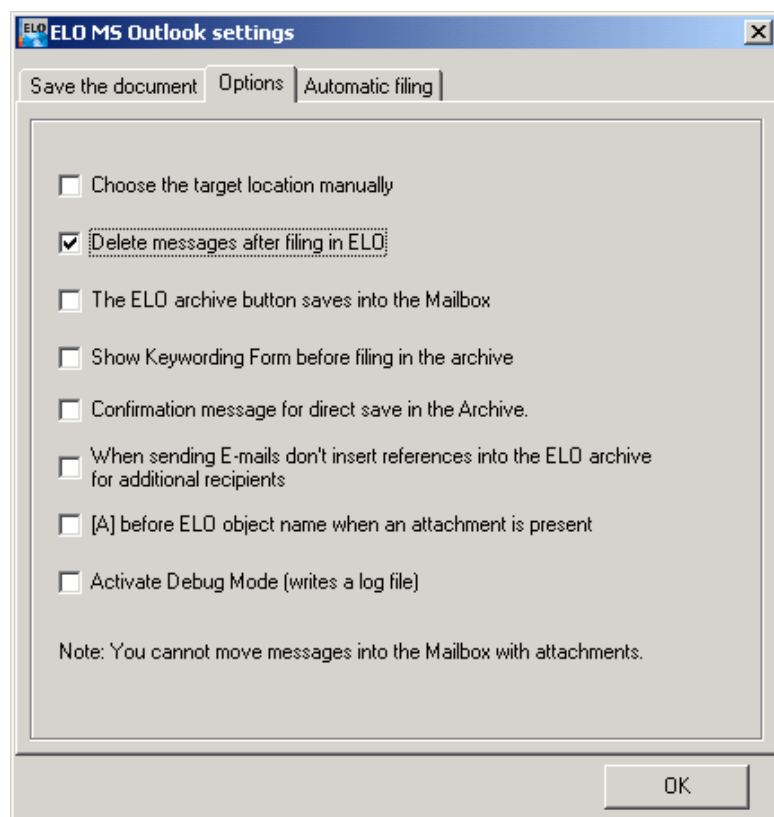 ELO ELO MS Outlook settings
Save the document Options Automatic filing
Choose the target location manually
Delete messages after filing in ELO
The ELO archive button saves into the Mailbox
Show Keywording Form before filing in the archive
Confirmation message for direct save in the Archive.
When sending E-mails don't insert references into the ELO archive
for additional recipients
[A] before ELO object name when an attachment is present
Activate Debug Mode (writes a log file)
Note: You cannot move messages into the Mailbox with attachments.
OK